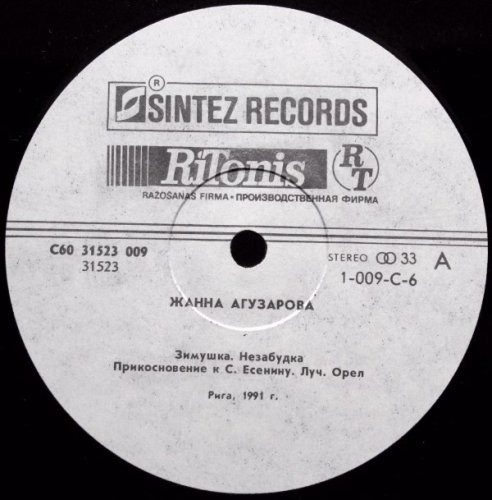 ®
SINTEZ RECORDS
RiTonis RT
RAŽOŠANAS FIRMA • ПРОИЗВОДСТВЕННАЯ ФИРМА
С60 31523 009
31523
STEREO 33 A
1-009-C-6
ЖАННА АГУЗАРОВА
Зимушка. Незабудка
Прикосновение к С. Есенину. Луч. Орел
Рига, 1991 г.